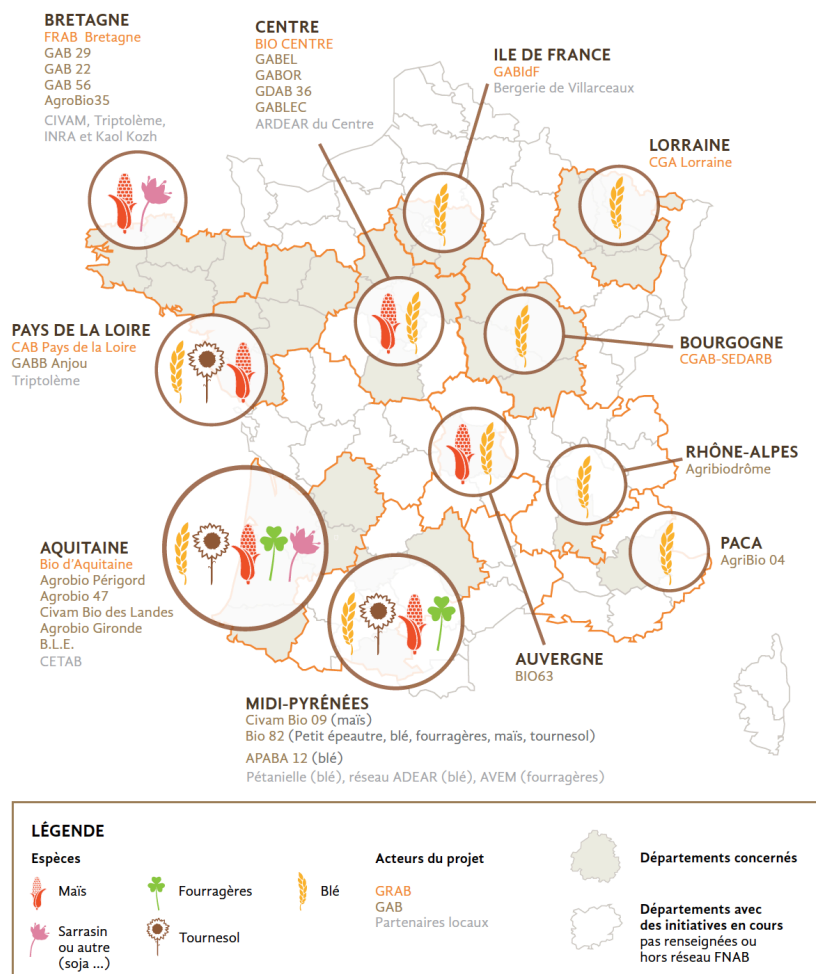 BRETAGNE
FRAB Bretagne
GAB 29
GAB 22
GAB 56
AgroBio35
CIVAM, Triptolème,
INRA et Kaol Kozh
CENTRE
BIO CENTRE
GABEL
GABOR
GDAB 36
GABLEC
ARDEAR du Centre
ILE DE FRANCE
GABIdF
Bergerie de Villarceaux
LORRAINE
CGA Lorraine
PAYS DE LA LOIRE
CAB Pays de la Loire
GABB Anjou
Triptolème
BOURGOGNE
CGAB-SEDARB
RHÔNE-ALPES
Agribiodrôme
PACA
AgriBio 04
AQUITAINE
Bio d'Aquitaine
Agrobio Périgord
Agrobio 47
Civam Bio des Landes
Agrobio Gironde
B.L.E.
CETAB
AUVERGNE
BIO63
MIDI-PYRÉNÉES
Civam Bio 09 (maïs)
Bio 82 (Petit épeautre, blé, fourragères, maïs, tournesol)
APABA 12 (blé)
Pétanielle (blé), réseau ADEAR (blé), AVEM (fourragères)
LÉGENDE
Espèces
Maïs
Fourragères
Blé
Sarrasin
ou autre
(soja ...)
Tournesol
Acteurs du projet
GRAB
GAB
Partenaires locaux
Départements concernés
Départements avec
des initiatives en cours
pas renseignées ou
hors réseau FNAB